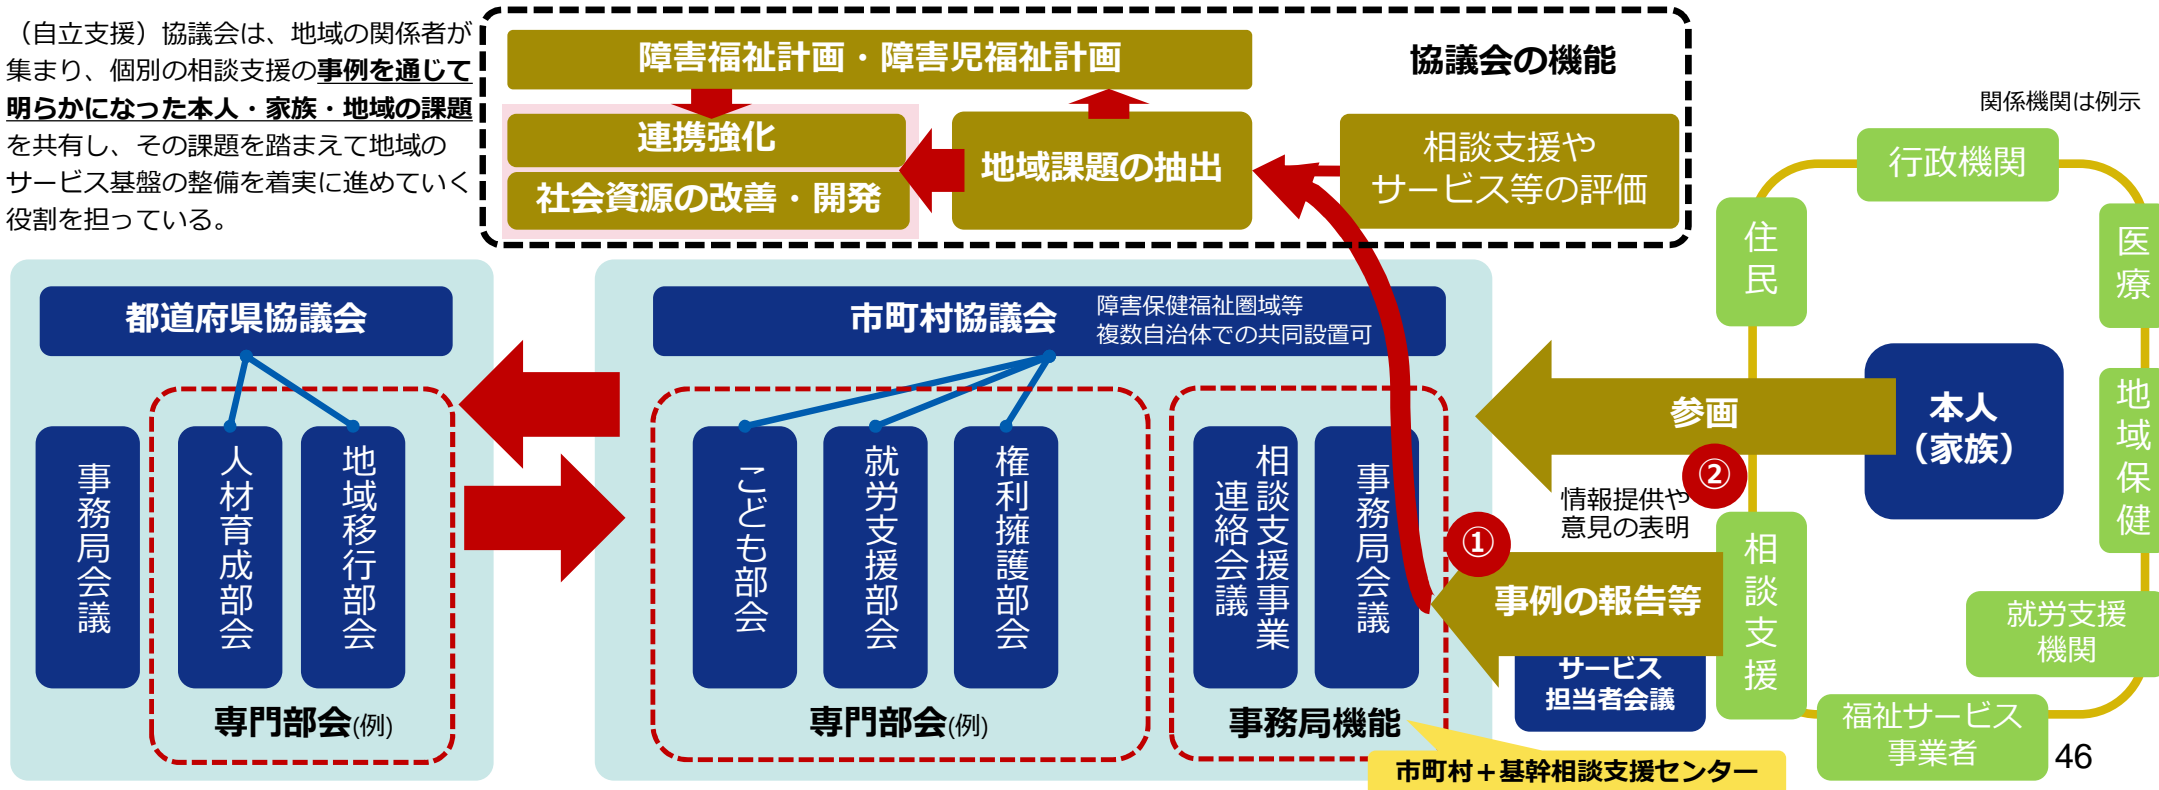 （自立支援）協議会は、地域の関係者が
集まり、個別の相談支援の事例を通じて
明らかになった本人・家族・地域の課題
を共有し、その課題を踏まえて地域の
サービス基盤の整備を着実に進めていく
役割を担っている。
障害福祉計画・障害児福祉計画
協議会の機能
連携強化
社会資源の改善・開発
地域課題の抽出
相談支援や
サービス等の評価
関係機関は例示
行政機関
住民
医療
地域保健
就労支援
機関
福祉サービス
事業者
相談支援
本人
（家族）
参画
②
情報提供や
意見の表明
①
事例の報告等
サービス
担当者会議
都道府県協議会
事務局会議
人材育成部会
地域移行部会
専門部会(例)
市町村協議会
障害保健福祉圏域等
複数自治体での共同設置可
こども部会
就労支援部会
権利擁護部会
専門部会(例)
相談支援事業
連絡会議
事務局会議
事務局機能
市町村＋基幹相談支援センター
46